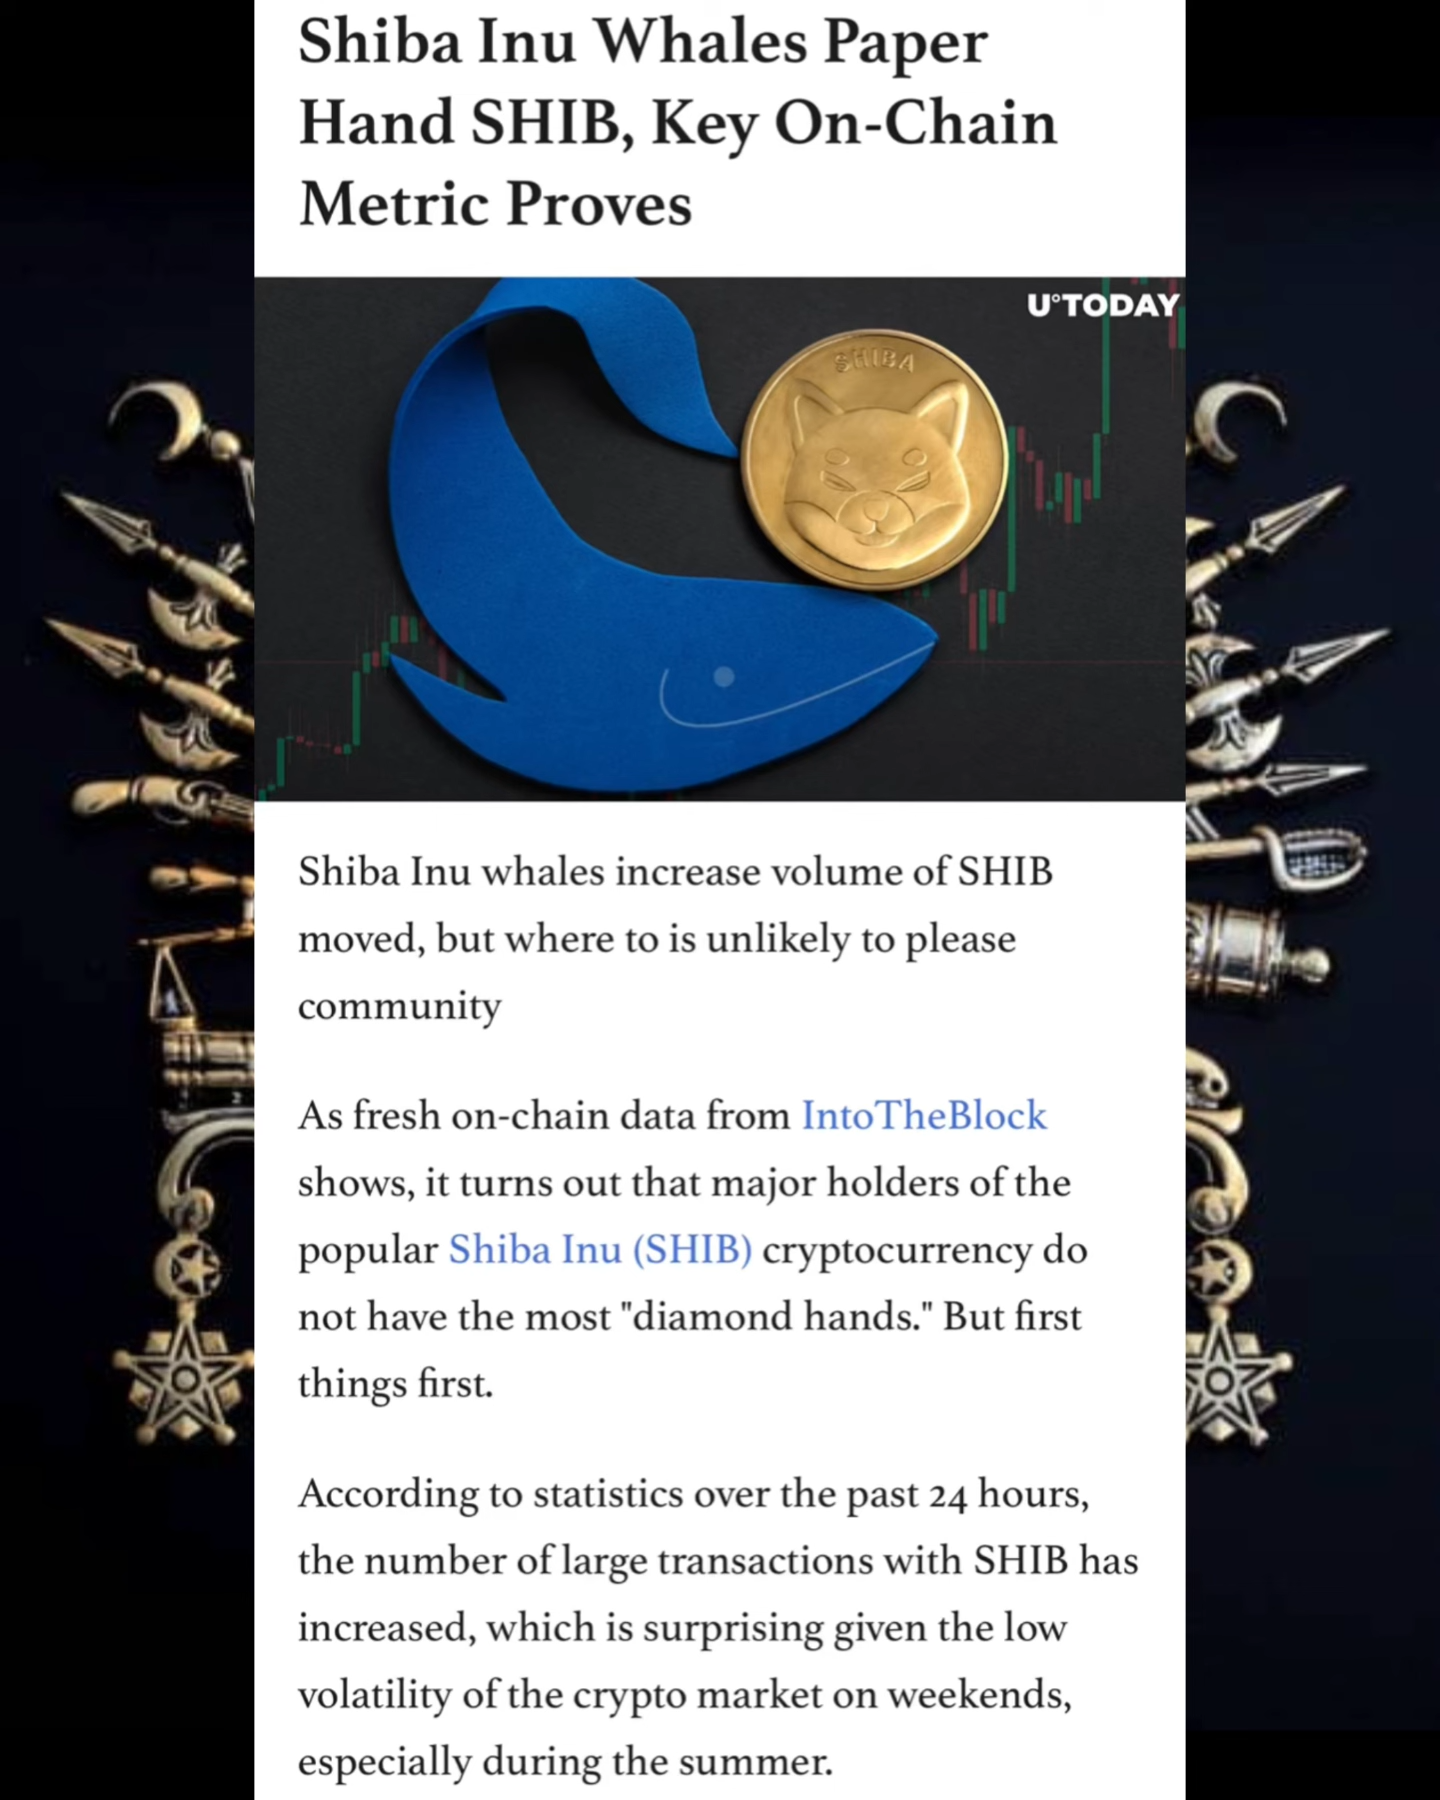 Shiba Inu Whales Paper
Hand SHIB, Key On-Chain
Metric Proves
U°TODAY
SHIBA
Shiba Inu whales increase volume of SHIB
moved, but where to is unlikely to please
community
As fresh on-chain data from IntoTheBlock
shows, it turns out that major holders of the
popular Shiba Inu (SHIB) cryptocurrency do
not have the most "diamond hands." But first
things first.
According to statistics over the past 24 hours,
the number of large transactions with SHIB has
increased, which is surprising given the low
volatility of the crypto market on weekends,
especially during the summer.